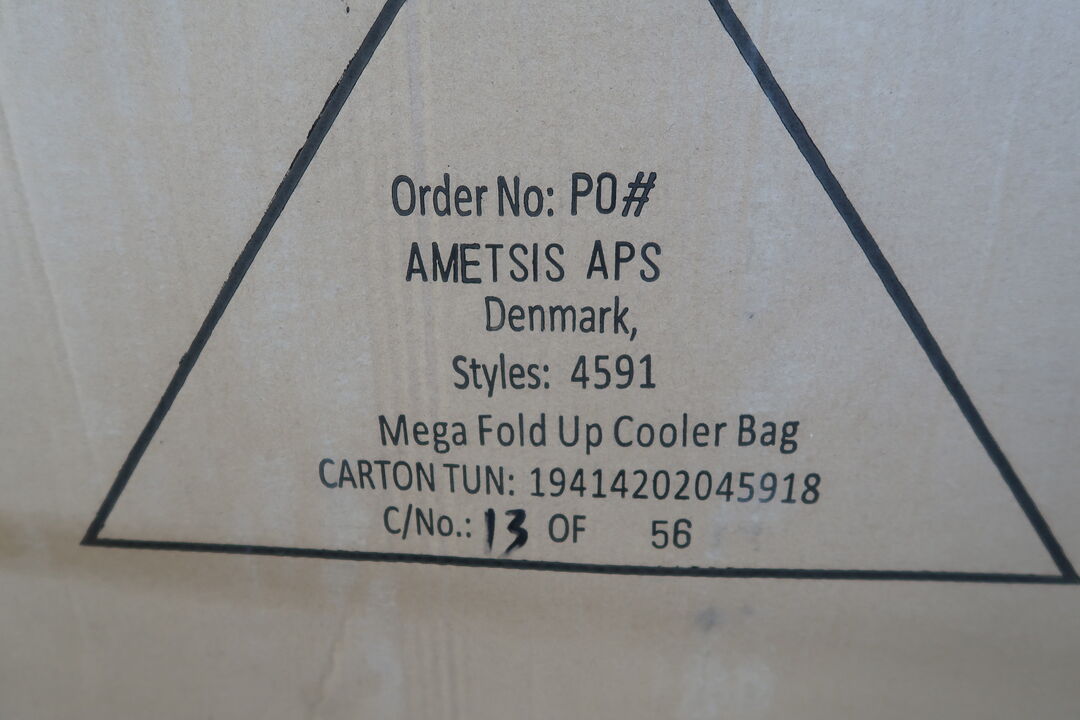 Order No: PO#
AMETSIS APS
Denmark,
Styles: 4591
Mega Fold Up Cooler Bag
CARTON TUN: 19414202045918
C/No.: 13 OF 56